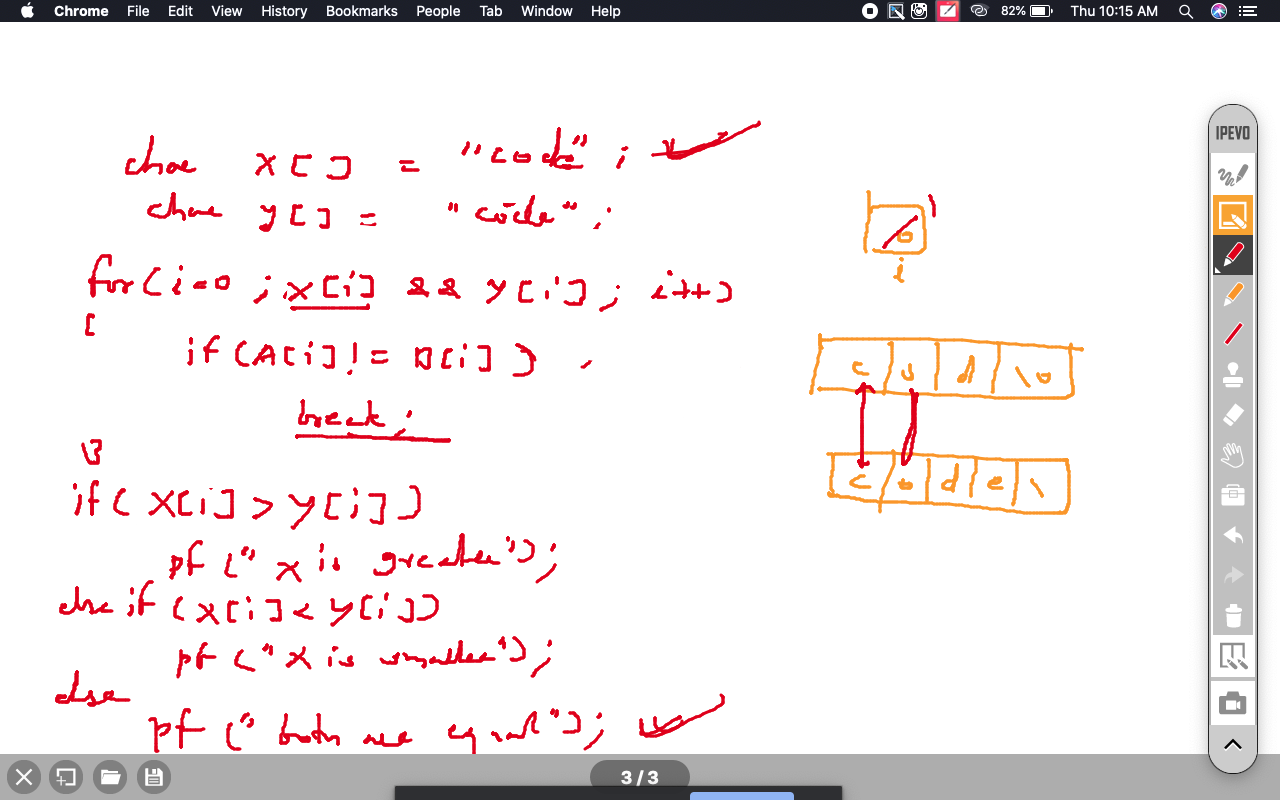 Chrome File Edit View History Bookmarks People Tab Window Help 82% Thu 10:15 AM
IPEVO
char x[] = "code" ;
char y[] = "code" ;
for(i=0 ; x[i] && y[i] ; i++)
{
if(A[i] != B[i])
break ;
}
if( x[i] > y[i])
pf (" x is greater");
else if (x[i] < y[i])
pf (" x is smaller");
else
pf (" both are equal");
0 1
i
c o d \0
c o d e \
3 / 3